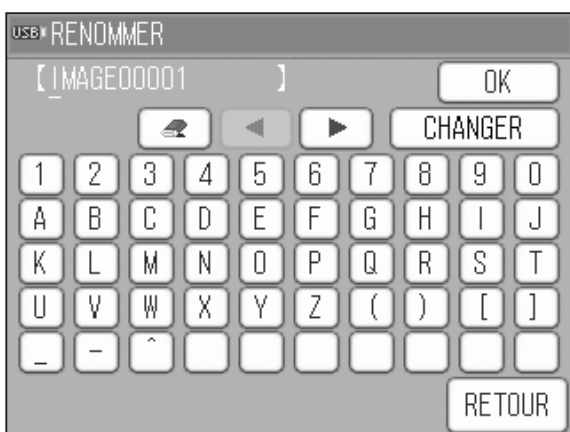 USB RENOMMER
[IMAGE00001 ]
OK
CHANGER
1 2 3 4 5 6 7 8 9 0
A B C D E F G H I J
K L M N O P Q R S T
U V W X Y Z ( ) [ ]
_ - ^
RETOUR